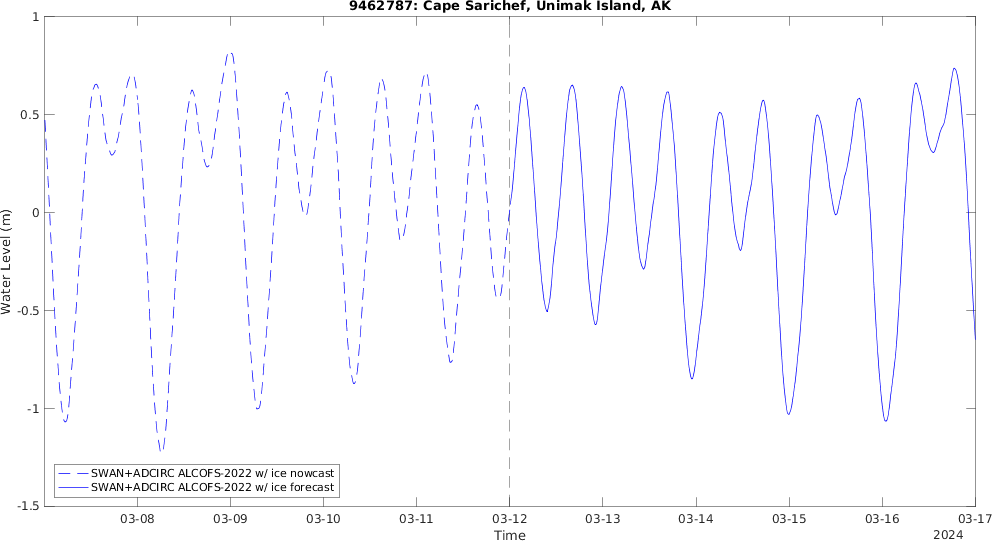 9462787: Cape Sarichef, Unimak Island, AK
1
0.5
0
-0.5
-1
-1.5
Water Level (m)
SWAN+ADCIRC ALCOFS-2022 w/ ice nowcast
SWAN+ADCIRC ALCOFS-2022 w/ ice forecast
03-08 03-09 03-10 03-11 03-12 03-13 03-14 03-15 03-16 03-17
Time
2024